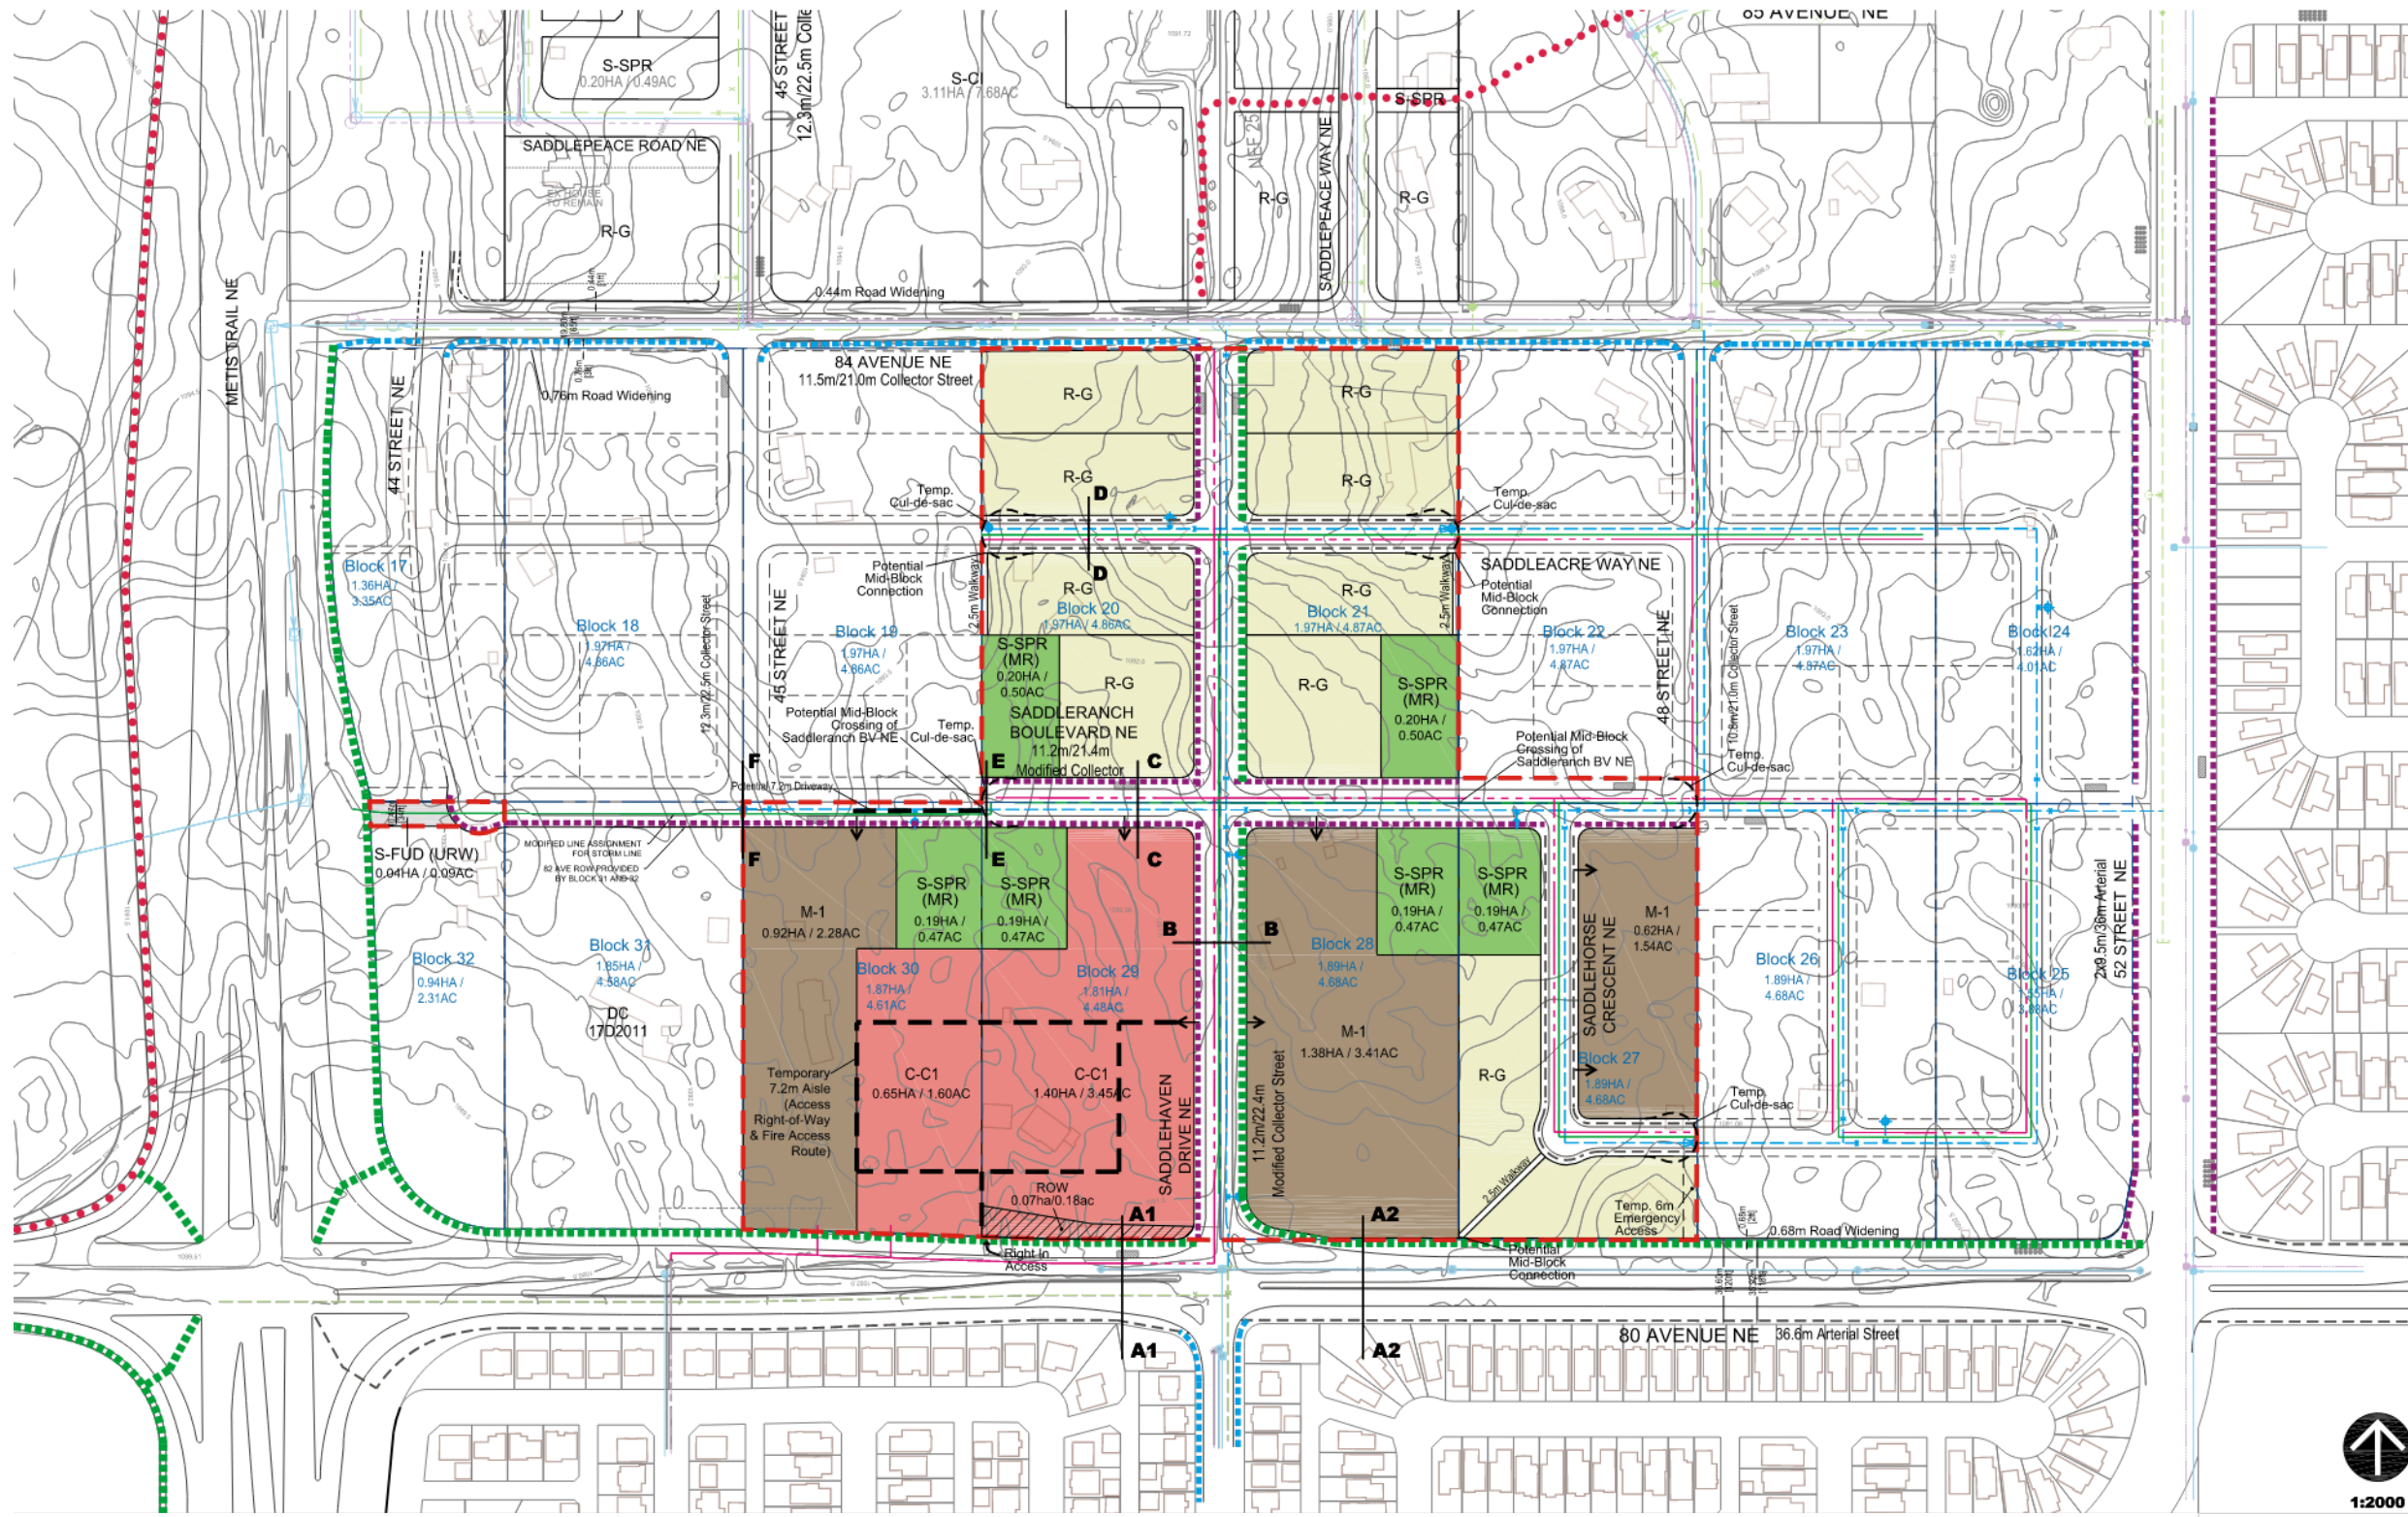 85 AVENUE NE
S-SPR
0.20HA / 0.49AC
45 STREET
12.3m/22.5m Colle
S-CI
3.11HA / 7.68AC
1091.72
S-SPR
SADDLEPEACE ROAD NE
EX HOUSE
TO REMAIN
R-G
NEF 25
SADDLEPEACE WAY NE
R-G
R-G
METIS TRAIL NE
0.44m
0.44m Road Widening
84 AVENUE NE
11.5m/21.0m Collector Street
0.76m Road Widening
44 STREET NE
R-G
R-G
R-G
R-G
D
Temp.
Cul-de-sac
Temp.
Cul-de-sac
Potential
Mid-Block
Connection
D
2.5m Walkway
2.5m Walkway
SADDLEACRE WAY NE
Potential
Mid-Block
Connection
Block 17
1.36HA /
3.35AC
Block 18
1.97HA /
4.86AC
12.3m/22.5m Collector Street
45 STREET NE
Block 19
1.97HA /
4.86AC
R-G
Block 20
1.97HA / 4.86AC
R-G
Block 21
1.97HA / 4.87AC
Block 22
1.97HA /
4.87AC
48 STREET NE
10.8m/21.0m Collector Street
Block 23
1.97HA /
4.87AC
Block 24
1.62HA /
4.01AC
S-SPR
(MR)
0.20HA /
0.50AC
R-G
R-G
S-SPR
(MR)
0.20HA /
0.50AC
SADDLERANCH
BOULEVARD NE
11.2m/21.4m
Modified Collector
Potential Mid-Block
Crossing of
Saddleranch BV NE
Temp.
Cul-de-sac
Potential Mid-Block
Crossing of
Saddleranch BV NE
Temp.
Cul-de-sac
F
E
C
Potential 7.2m Driveway
S-FUD (URW)
0.04HA / 0.09AC
MODIFIED LINE ASSIGNMENT
FOR STORM LINE
82 AVE ROW PROVIDED
BY BLOCK 31 AND 32
F
E
C
M-1
0.92HA / 2.28AC
S-SPR
(MR)
0.19HA /
0.47AC
S-SPR
(MR)
0.19HA /
0.47AC
B
B
S-SPR
(MR)
0.19HA /
0.47AC
S-SPR
(MR)
0.19HA /
0.47AC
SADDLEHORSE
CRESCENT NE
M-1
0.62HA /
1.54AC
2x9.5m/36m Arterial
52 STREET NE
Block 32
0.94HA /
2.31AC
Block 31
1.85HA /
4.58AC
DC
17D2011
Block 30
1.87HA /
4.61AC
Block 29
1.81HA /
4.48AC
Block 28
1.89HA /
4.68AC
Block 26
1.89HA /
4.68AC
Block 25
M-1
1.38HA / 3.41AC
R-G
Block 27
1.89HA /
4.68AC
Temporary
7.2m Aisle
(Access
Right-of-Way
& Fire Access
Route)
C-C1
0.65HA / 1.60AC
C-C1
1.40HA / 3.45AC
SADDLEHAVEN
DRIVE NE
11.2m/22.4m
Modified Collector Street
Temp.
Cul-de-sac
ROW
0.07ha/0.18ac
2.5m Walkway
A1
A2
Temp. 6m
Emergency
Access
0.68m Road Widening
Right In
Access
Potential
Mid-Block
Connection
80 AVENUE NE
36.6m Arterial Street
A1
A2
1:2000